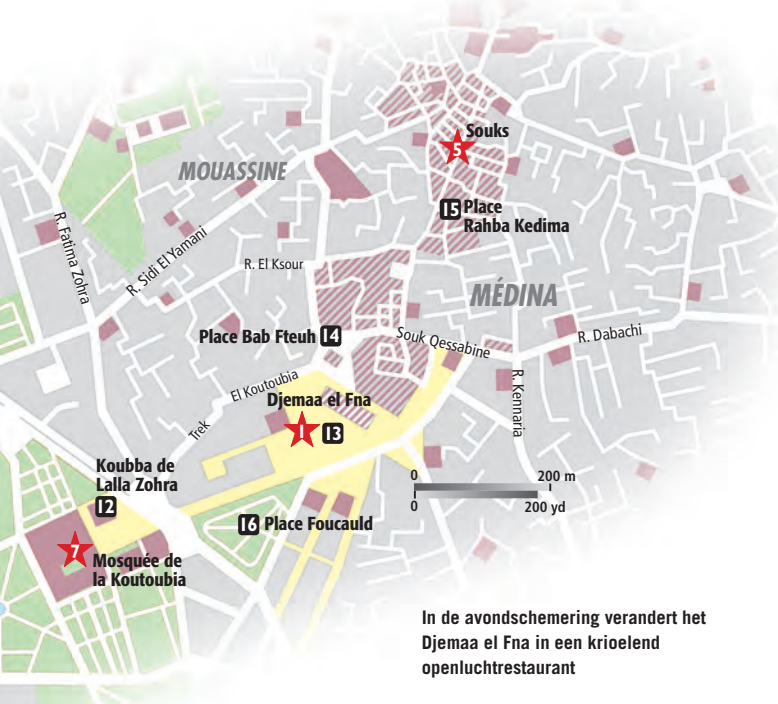 Souks
5
MOUASSINE
15 Place
Rahba Kedima
R. Fatima Zohra
R. Sidi El Yamani
R. El Ksour
MÉDINA
Place Bab Fteuh 14
Souk Qessabine
R. Dabachi
El Koutoubia
Trek
R. Kennaria
Djemaa el Fna
1 13
Koubba de
Lalla Zohra
12
0 200 m
0 200 yd
16 Place Foucauld
7
Mosquée de
la Koutoubia
In de avondschemering verandert het
Djemaa el Fna in een krioelend
openluchtrestaurant